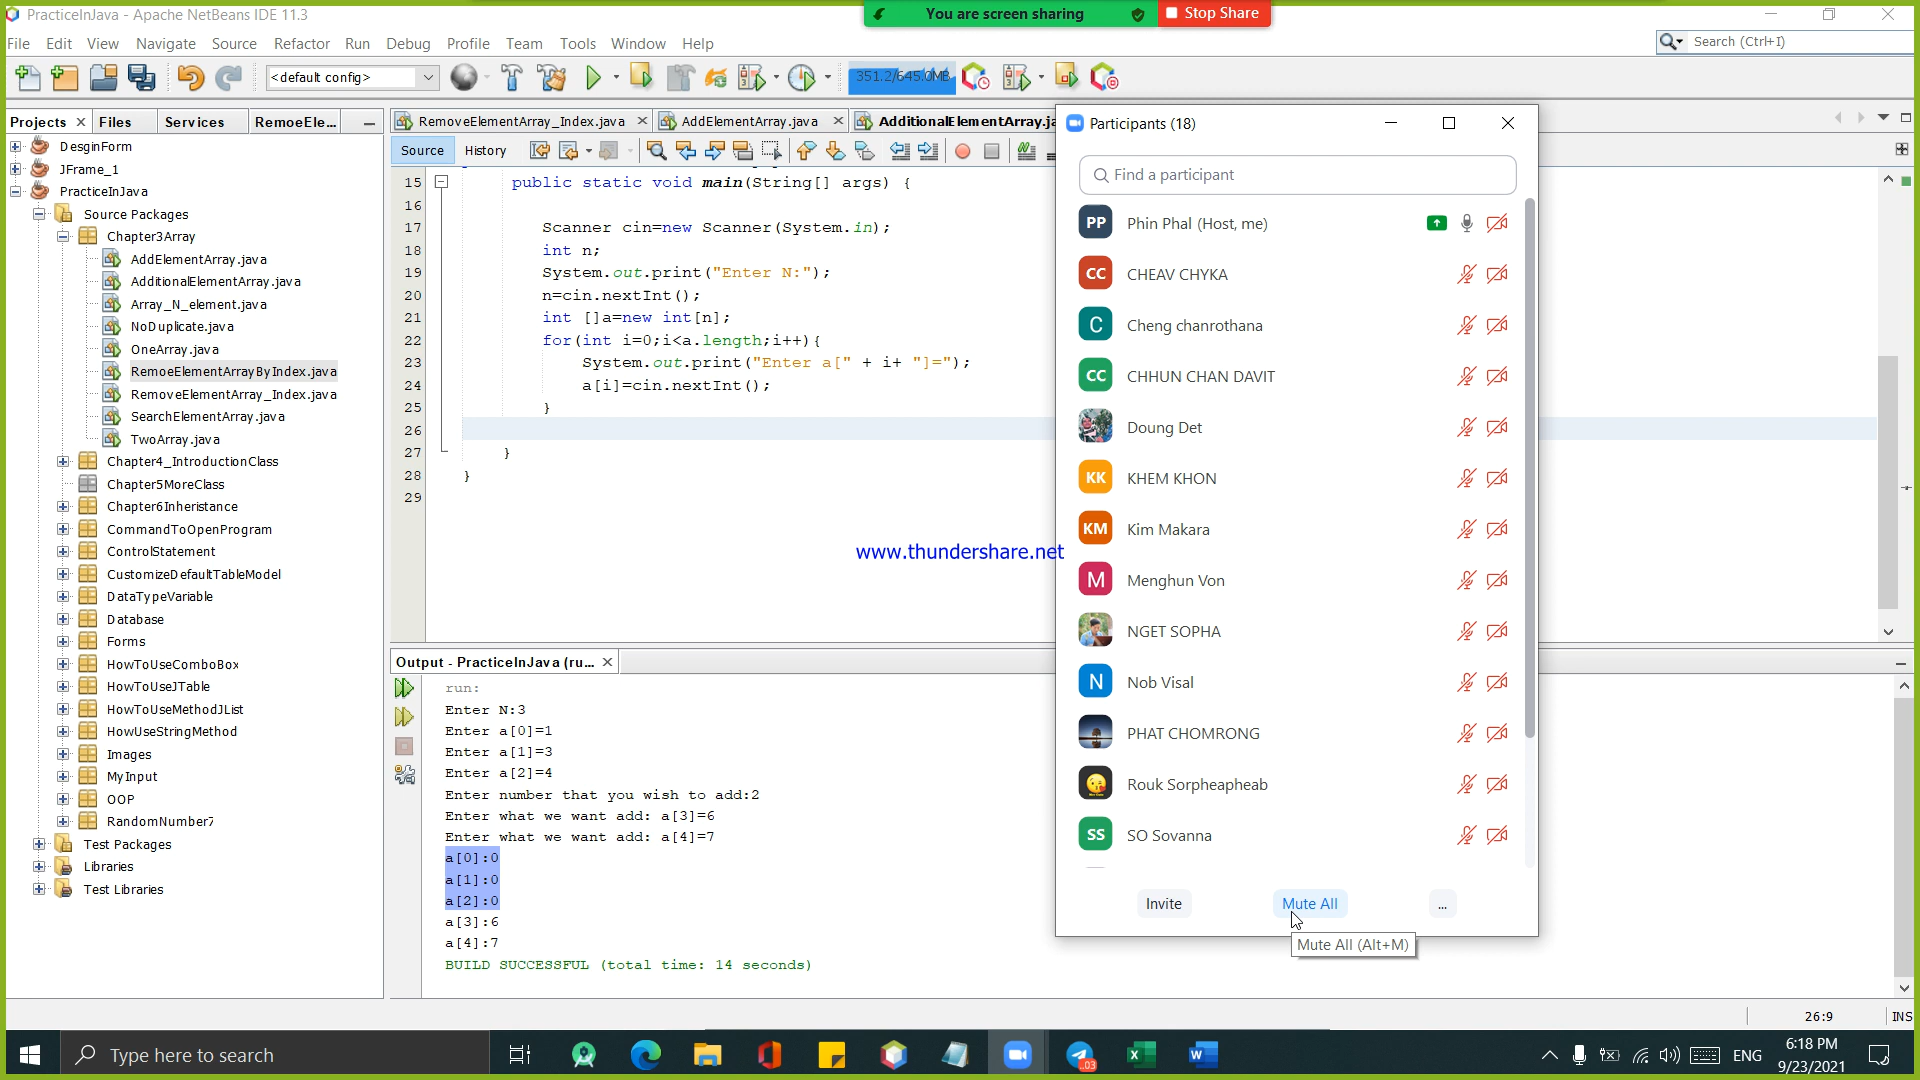 PracticeInJava - Apache NetBeans IDE 11.3
You are screen sharing
Stop Share
File Edit View Navigate Source Refactor Run Debug Profile Team Tools Window Help
Search (Ctrl+I)
<default config>
351.2/645.0MB
Projects Files Services RemoeEle...
RemoveElementArray_Index.java AddElementArray.java AdditionalElementArray.ja
Source History
DesginForm
JFrame_1
PracticeInJava
Source Packages
Chapter3Array
AddElementArray.java
AdditionalElementArray.java
Array_N_element.java
NoDuplicate.java
OneArray.java
RemoeElementArrayByIndex.java
RemoveElementArray_Index.java
SearchElementArray.java
TwoArray.java
Chapter4_IntroductionClass
Chapter5MoreClass
Chapter6Inheristance
CommandToOpenProgram
ControlStatement
CustomizeDefaultTableModel
DataTypeVariable
Database
Forms
HowToUseComboBox
HowToUseJTable
HowToUseMethodJList
HowUseStringMethod
Images
MyInput
OOP
RandomNumber7
Test Packages
Libraries
Test Libraries
15 public static void main(String[] args) {
16
17 Scanner cin=new Scanner(System.in);
18 int n;
19 System.out.print("Enter N:");
20 n=cin.nextInt();
21 int []a=new int[n];
22 for(int i=0;i<a.length;i++){
23 System.out.print("Enter a[" + i+ "]=");
24 a[i]=cin.nextInt();
25 }
26
27 }
28 }
29
www.thundershare.net
Output - PracticeInJava (ru...
run:
Enter N:3
Enter a[0]=1
Enter a[1]=3
Enter a[2]=4
Enter number that you wish to add:2
Enter what we want add: a[3]=6
Enter what we want add: a[4]=7
a[0]:0
a[1]:0
a[2]:0
a[3]:6
a[4]:7
BUILD SUCCESSFUL (total time: 14 seconds)
Participants (18)
Find a participant
PP Phin Phal (Host, me)
CC CHEAV CHYKA
C Cheng chanrothana
CC CHHUN CHAN DAVIT
Doung Det
KK KHEM KHON
KM Kim Makara
M Menghun Von
NGET SOPHA
N Nob Visal
PHAT CHOMRONG
Rouk Sorpheapheab
SS SO Sovanna
Invite Mute All ...
Mute All (Alt+M)
26:9 INS
Type here to search
.03
ENG
6:18 PM
9/23/2021